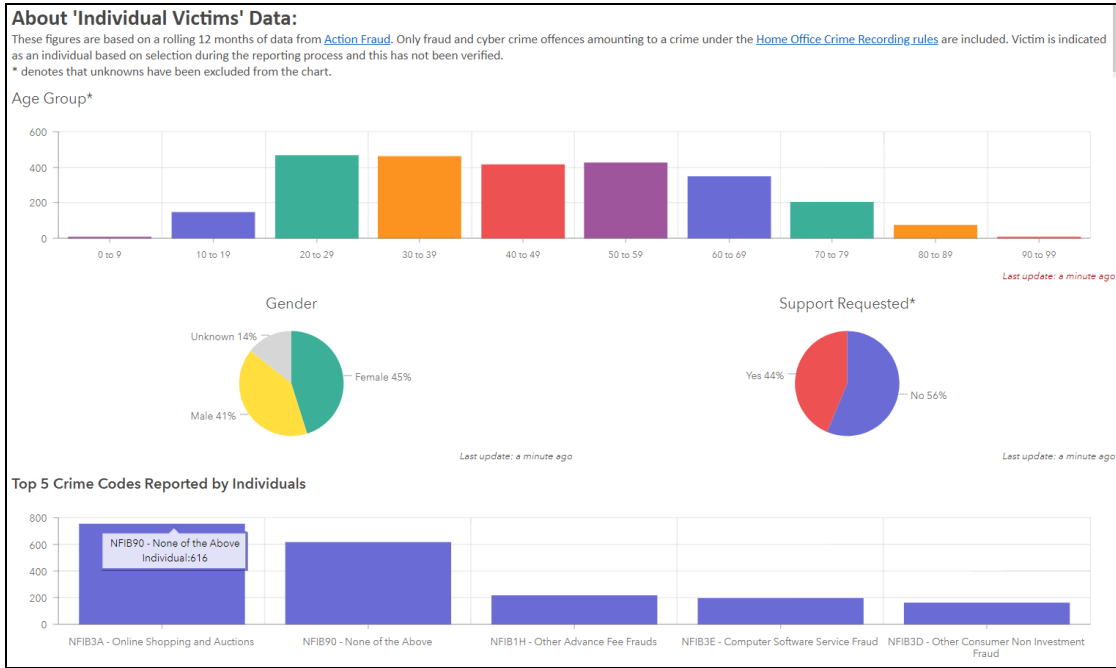 About 'Individual Victims' Data:
These figures are based on a rolling 12 months of data from Action Fraud. Only fraud and cyber crime offences amounting to a crime under the Home Office Crime Recording rules are included. Victim is indicated
as an individual based on selection during the reporting process and this has not been verified.
* denotes that unknowns have been excluded from the chart.
Age Group*
600
400
200
0
0 to 9 10 to 19 20 to 29 30 to 39 40 to 49 50 to 59 60 to 69 70 to 79 80 to 89 90 to 99
Last update: a minute ago
Gender
Unknown 14%
Female 45%
Male 41%
Last update: a minute ago
Support Requested*
Yes 44%
No 56%
Last update: a minute ago
Top 5 Crime Codes Reported by Individuals
800
600
400
200
0
NFIB90 - None of the Above
Individual:616
NFIB3A - Online Shopping and Auctions NFIB90 - None of the Above NFIB1H - Other Advance Fee Frauds NFIB3E - Computer Software Service Fraud NFIB3D - Other Consumer Non Investment
Fraud